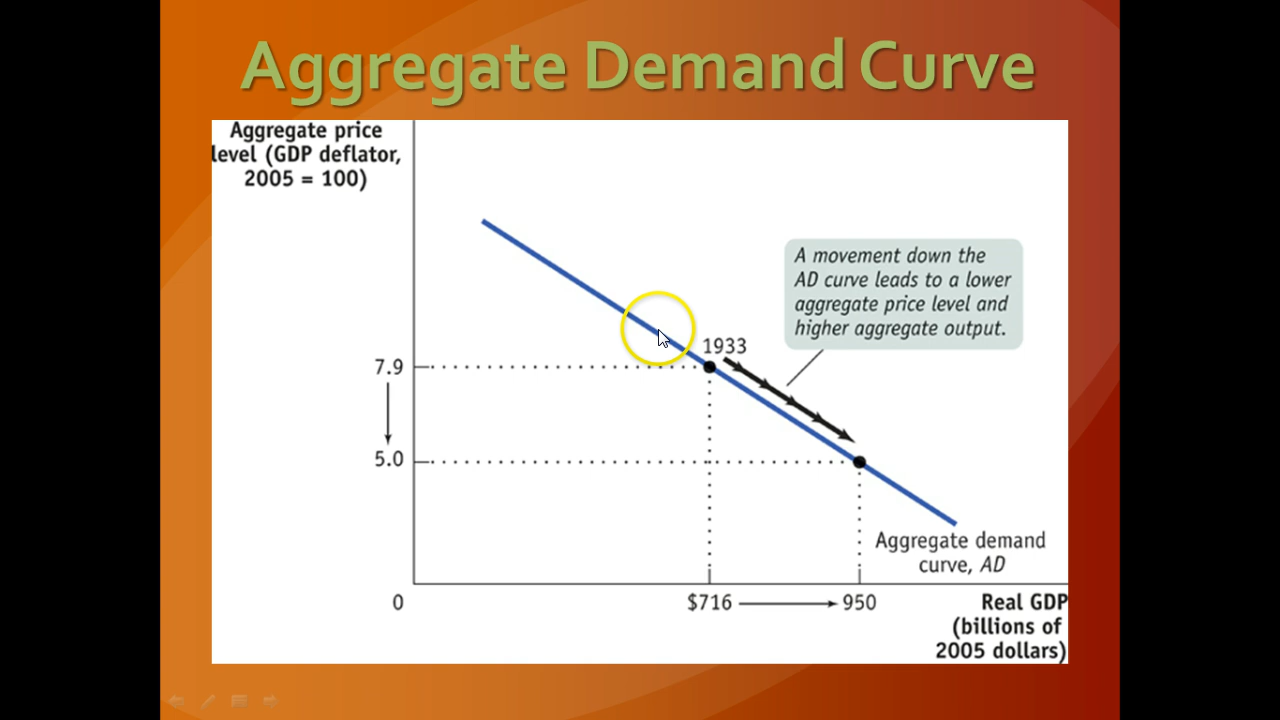 Aggregate Demand Curve
Aggregate price
level (GDP deflator,
2005 = 100)
A movement down the
AD curve leads to a lower
aggregate price level and
higher aggregate output.
1933
7.9
5.0
Aggregate demand
curve, AD
0
$716
950
Real GDP
(billions of
2005 dollars)